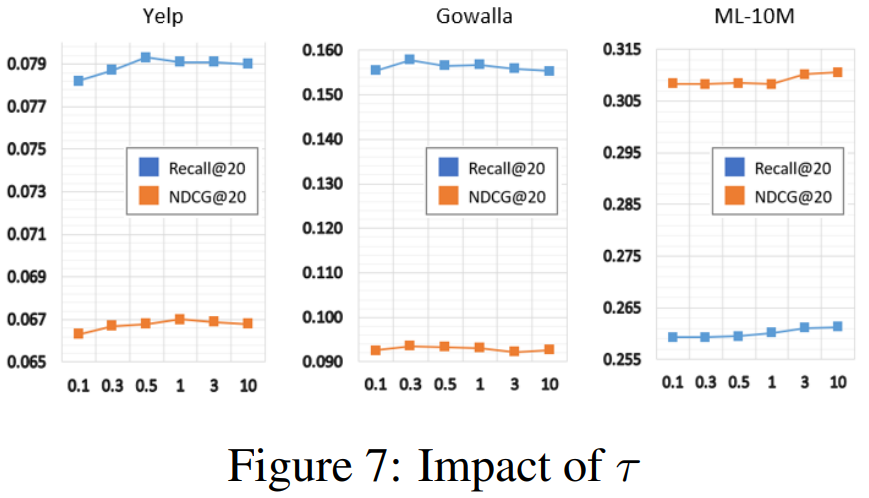 Yelp
0.079
0.077
0.075
0.073
0.071
0.069
0.067
0.065
Recall@20
NDCG@20
0.1 0.3 0.5 1 3 10
Gowalla
0.160
0.150
0.140
0.130
0.120
0.110
0.100
0.090
Recall@20
NDCG@20
0.1 0.3 0.5 1 3 10
ML-10M
0.315
0.305
0.295
0.285
0.275
0.265
0.255
Recall@20
NDCG@20
0.1 0.3 0.5 1 3 10
Figure 7: Impact of τ